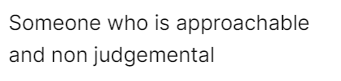 Someone who is approachable
and non judgemental